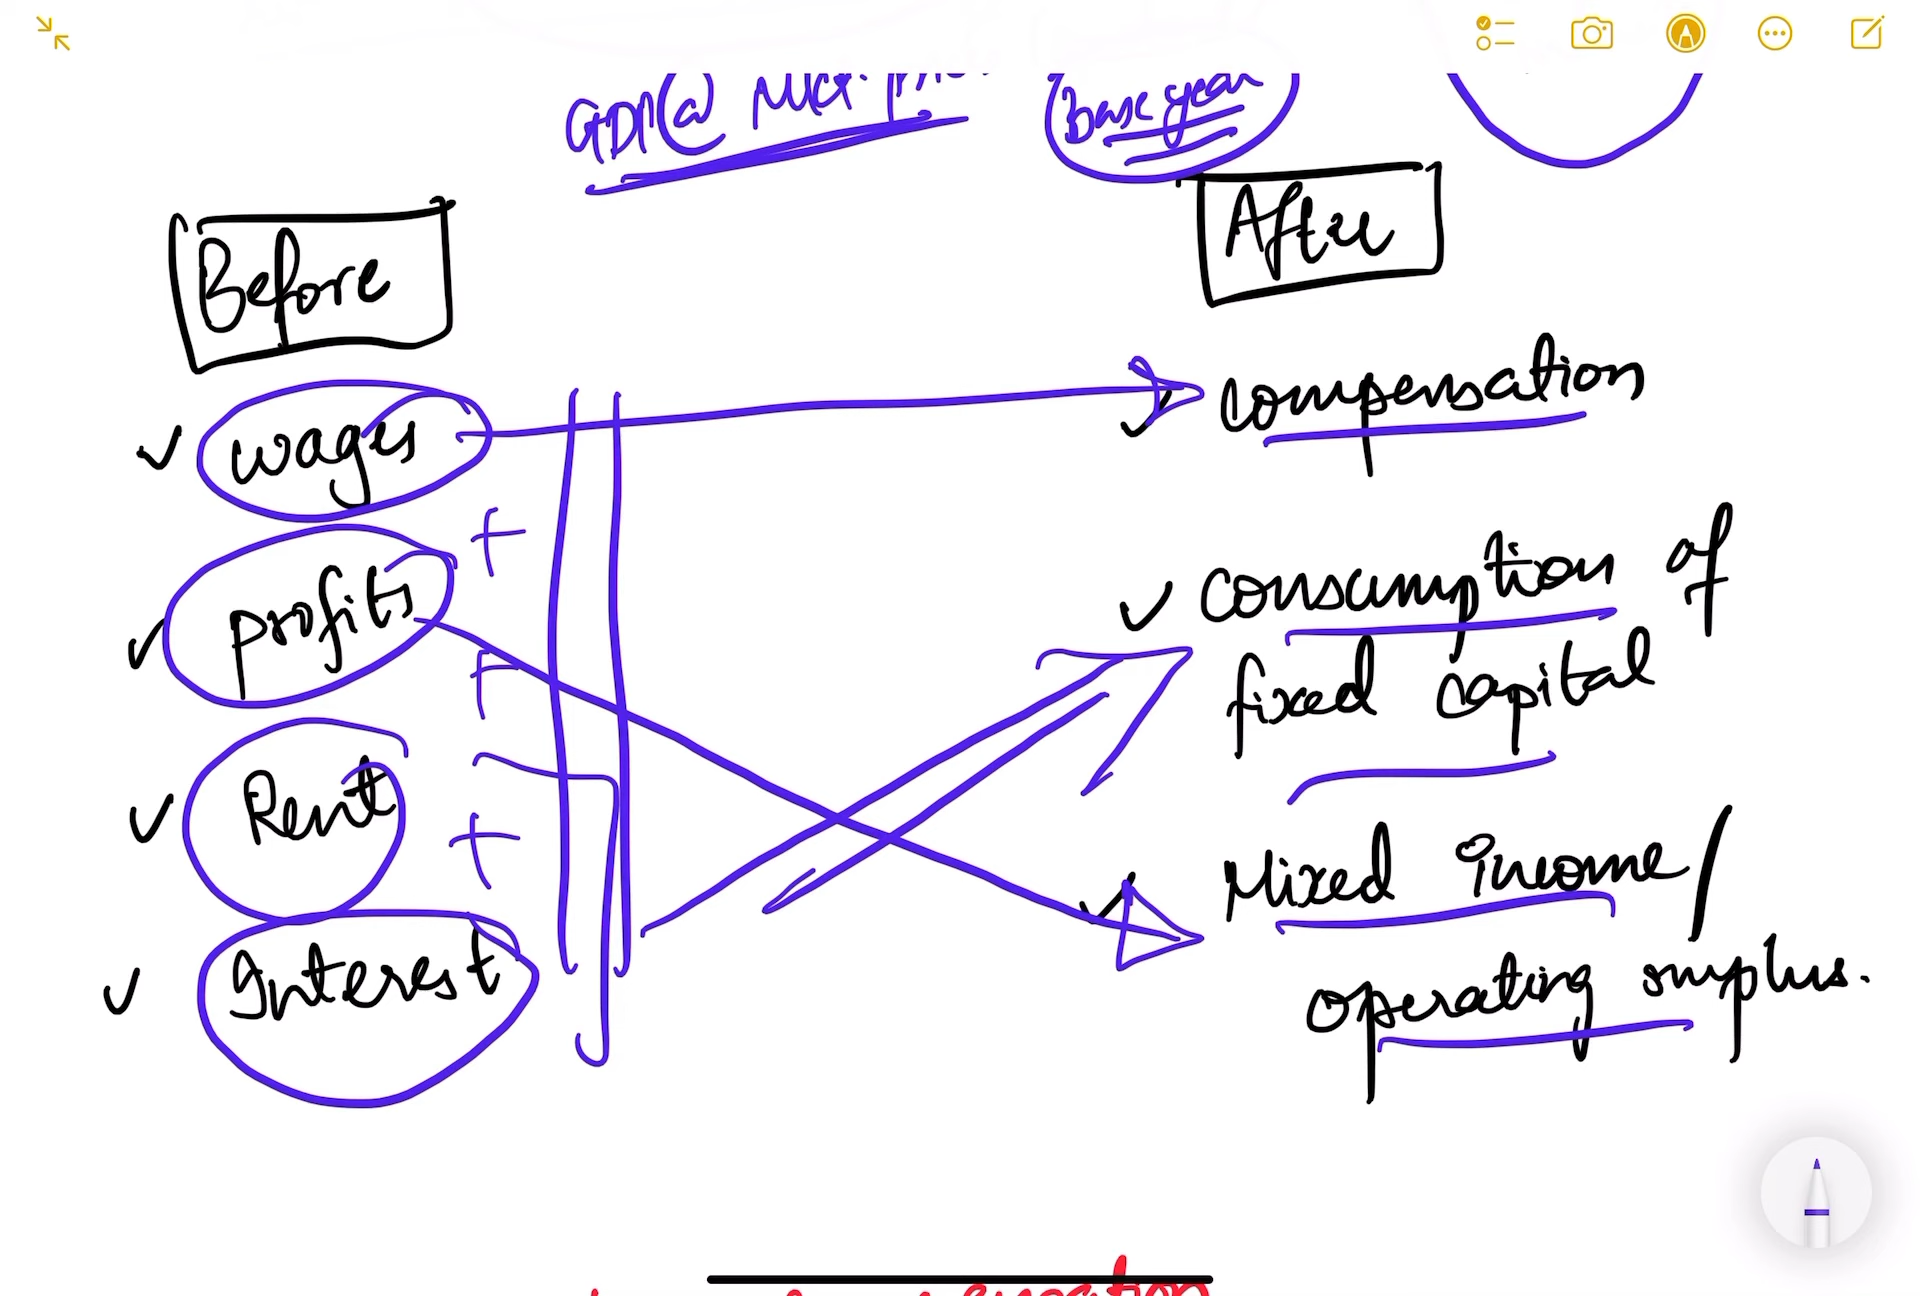 GDP@ Mkt.
Base year
Before
After
wages
compensation
profits
consumption of
fixed capital
Rent
Mixed income/
Interest
operating surplus.